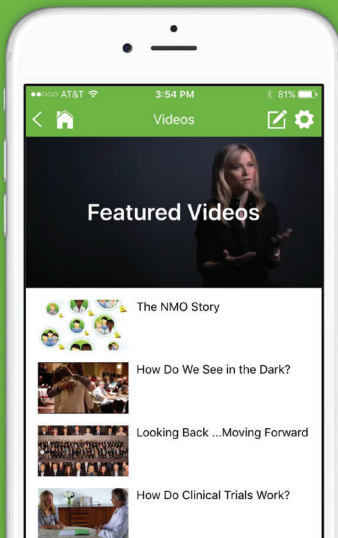 AT&T 3:54 PM 81%
Videos
Featured Videos
The NMO Story
How Do We See in the Dark?
Looking Back ...Moving Forward
How Do Clinical Trials Work?